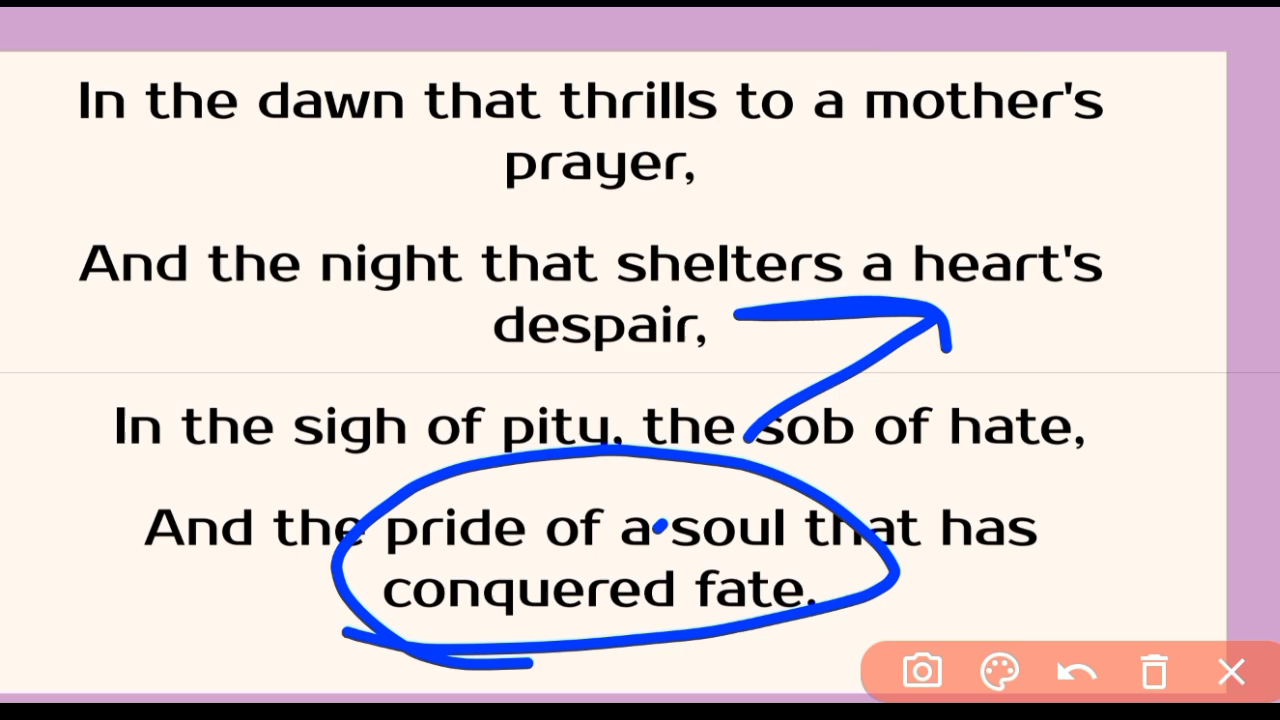 In the dawn that thrills to a mother's
prayer,
And the night that shelters a heart's
despair,
In the sigh of pity, the sob of hate,
And the pride of a soul that has
conquered fate.